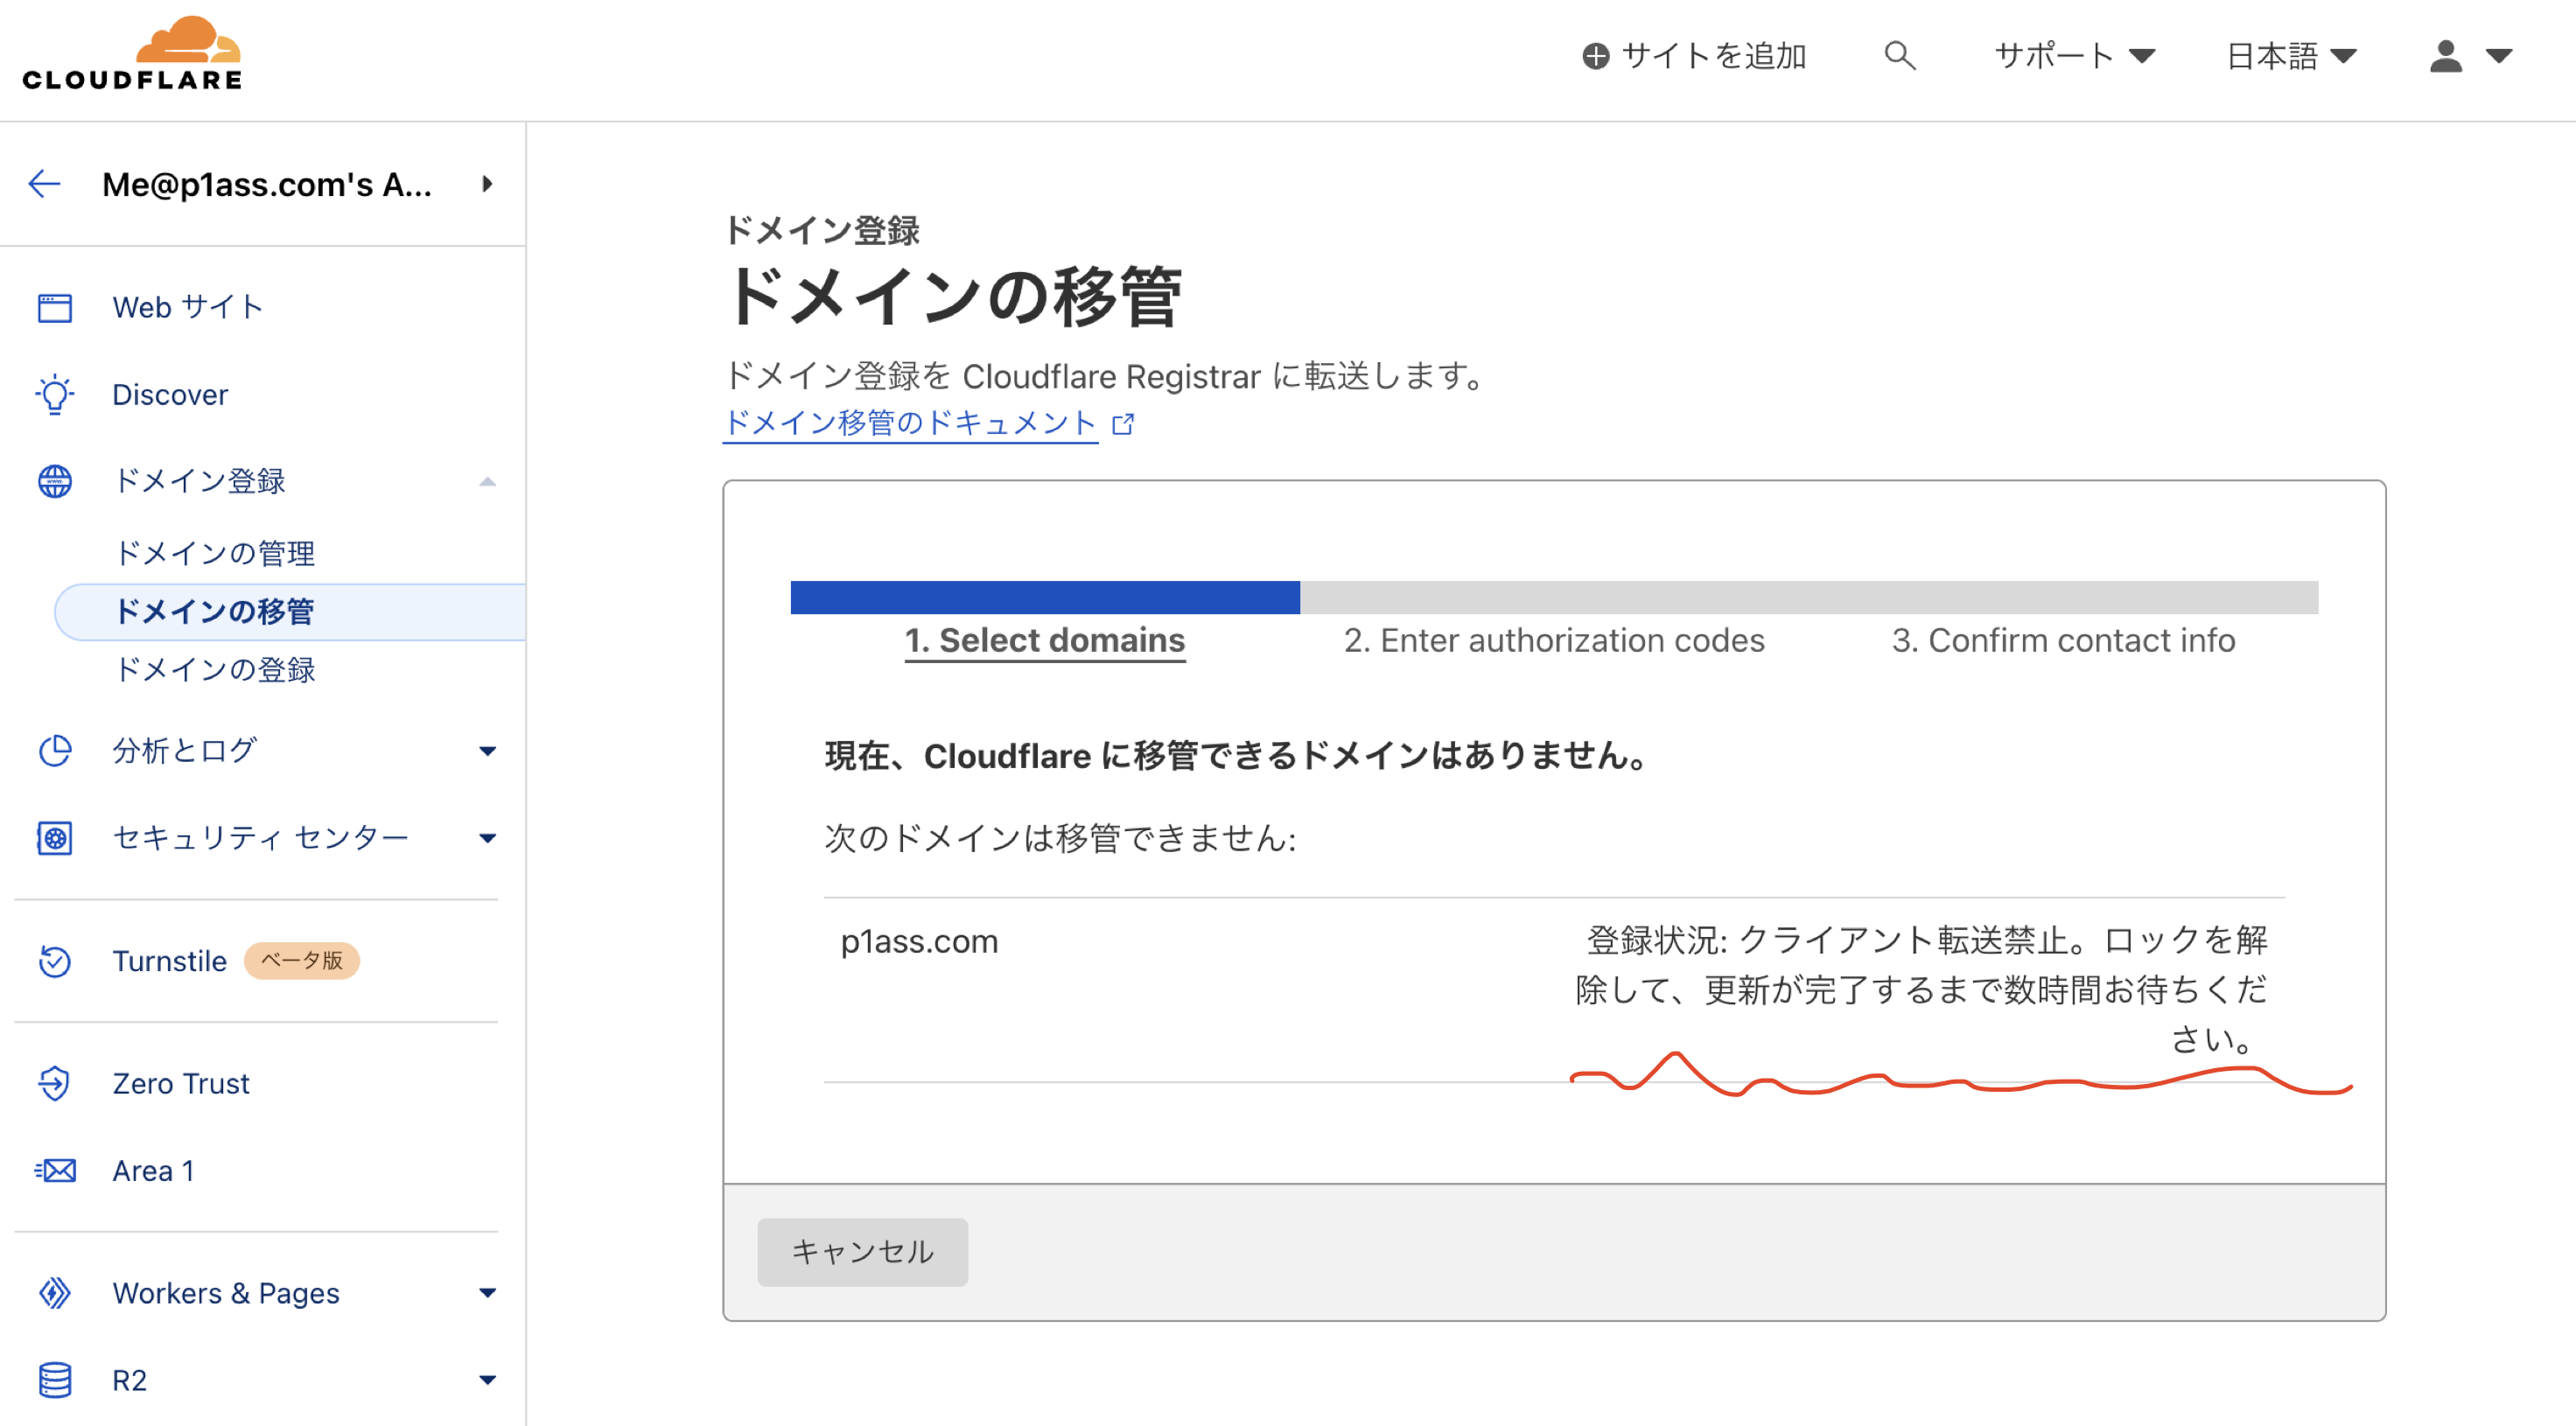 CLOUDFLARE
サイトを追加
サポート
日本語
Me@p1ass.com's A...
Web サイト
Discover
ドメイン登録
ドメインの管理
ドメインの移管
ドメインの登録
分析とログ
セキュリティ センター
Turnstile ベータ版
Zero Trust
Area 1
Workers & Pages
R2
ドメイン登録
ドメインの移管
ドメイン登録を Cloudflare Registrar に転送します。
ドメイン移管のドキュメント
1. Select domains
2. Enter authorization codes
3. Confirm contact info
現在、Cloudflare に移管できるドメインはありません。
次のドメインは移管できません:
p1ass.com
登録状況: クライアント転送禁止。ロックを解
除して、更新が完了するまで数時間お待ちくだ
さい。
キャンセル